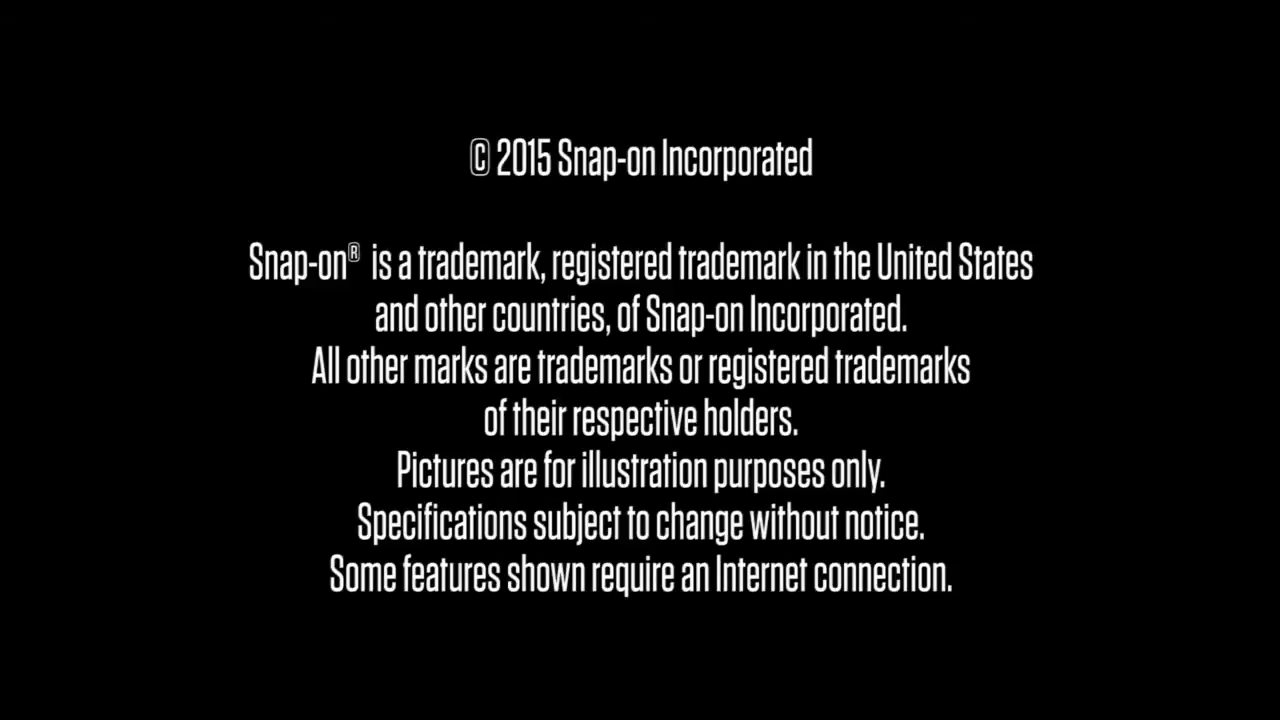 © 2015 Snap-on Incorporated
Snap-on® is a trademark, registered trademark in the United States
and other countries, of Snap-on Incorporated.
All other marks are trademarks or registered trademarks
of their respective holders.
Pictures are for illustration purposes only.
Specifications subject to change without notice.
Some features shown require an Internet connection.